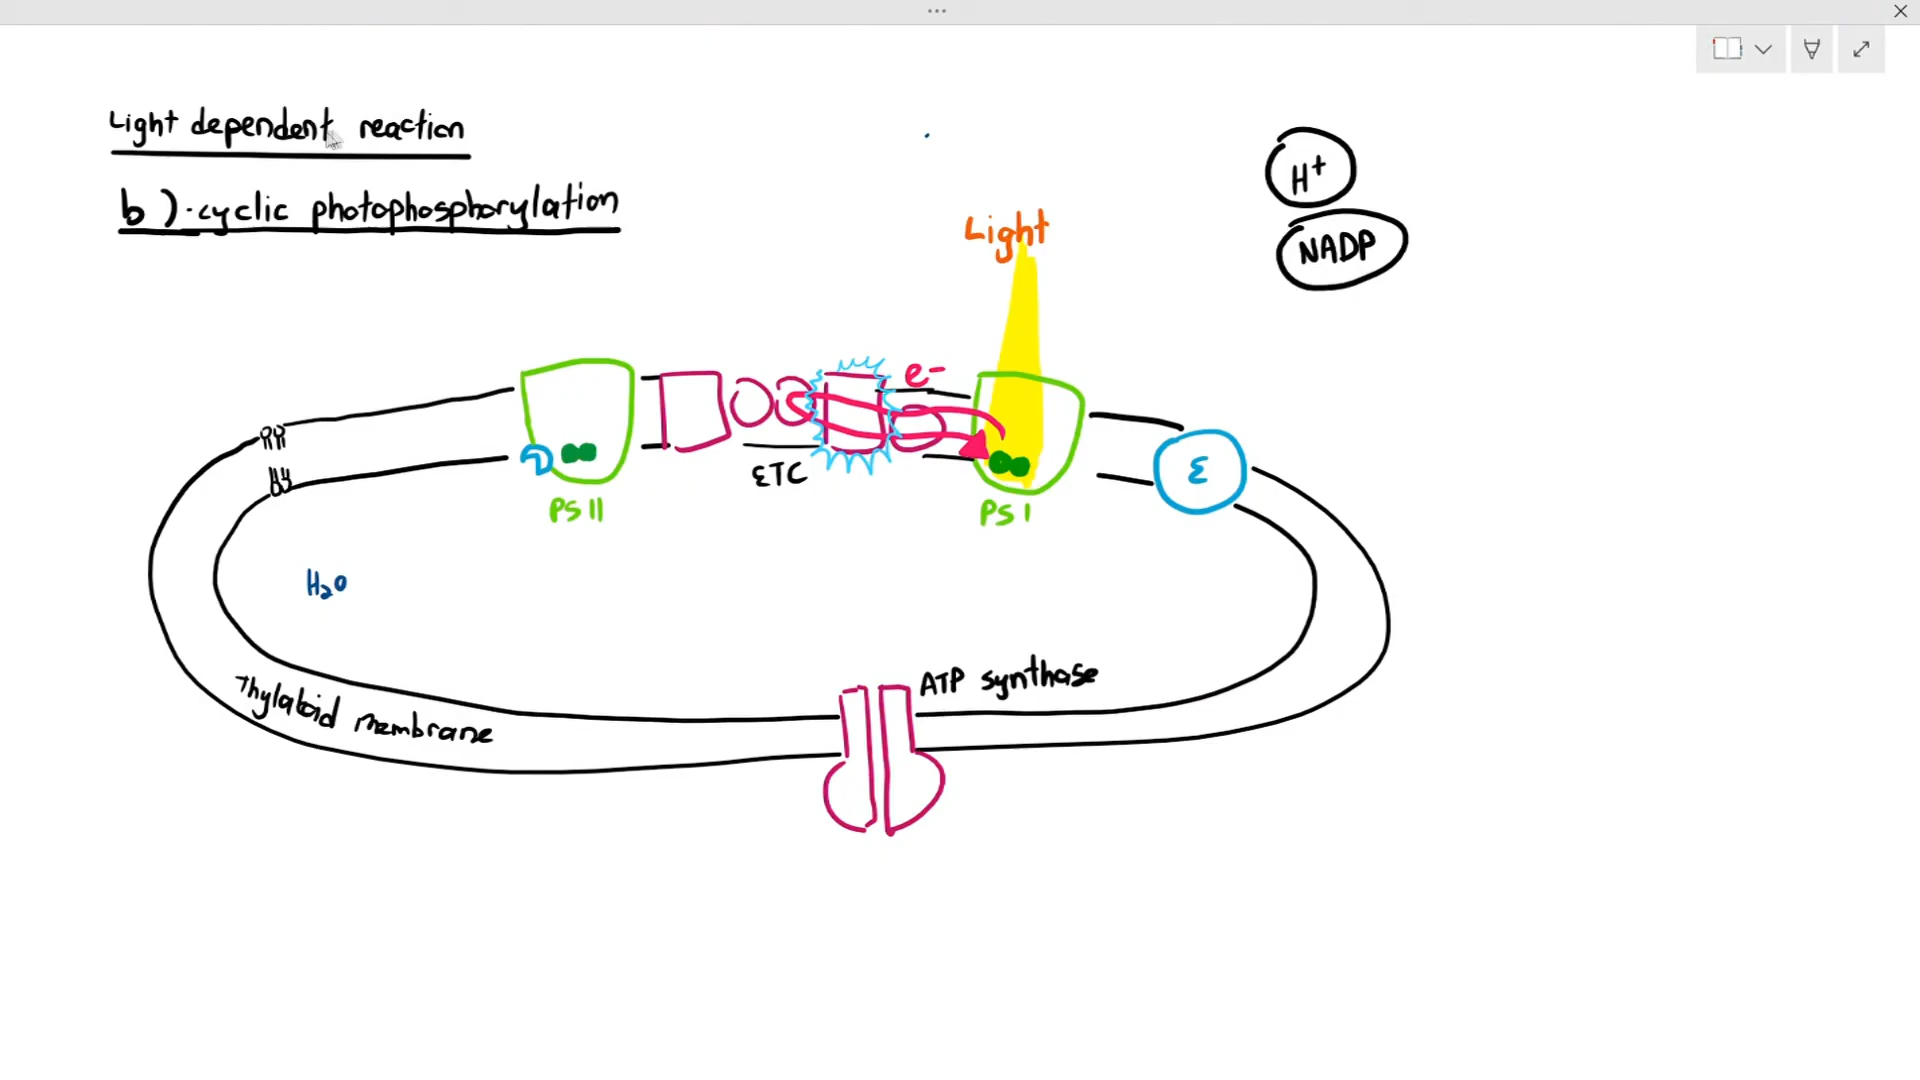 Light dependent reaction
b) cyclic photophosphorylation
H+
NADP
Light
e-
ETC
PS II
PS I
E
H2O
ATP synthase
Thylakoid membrane